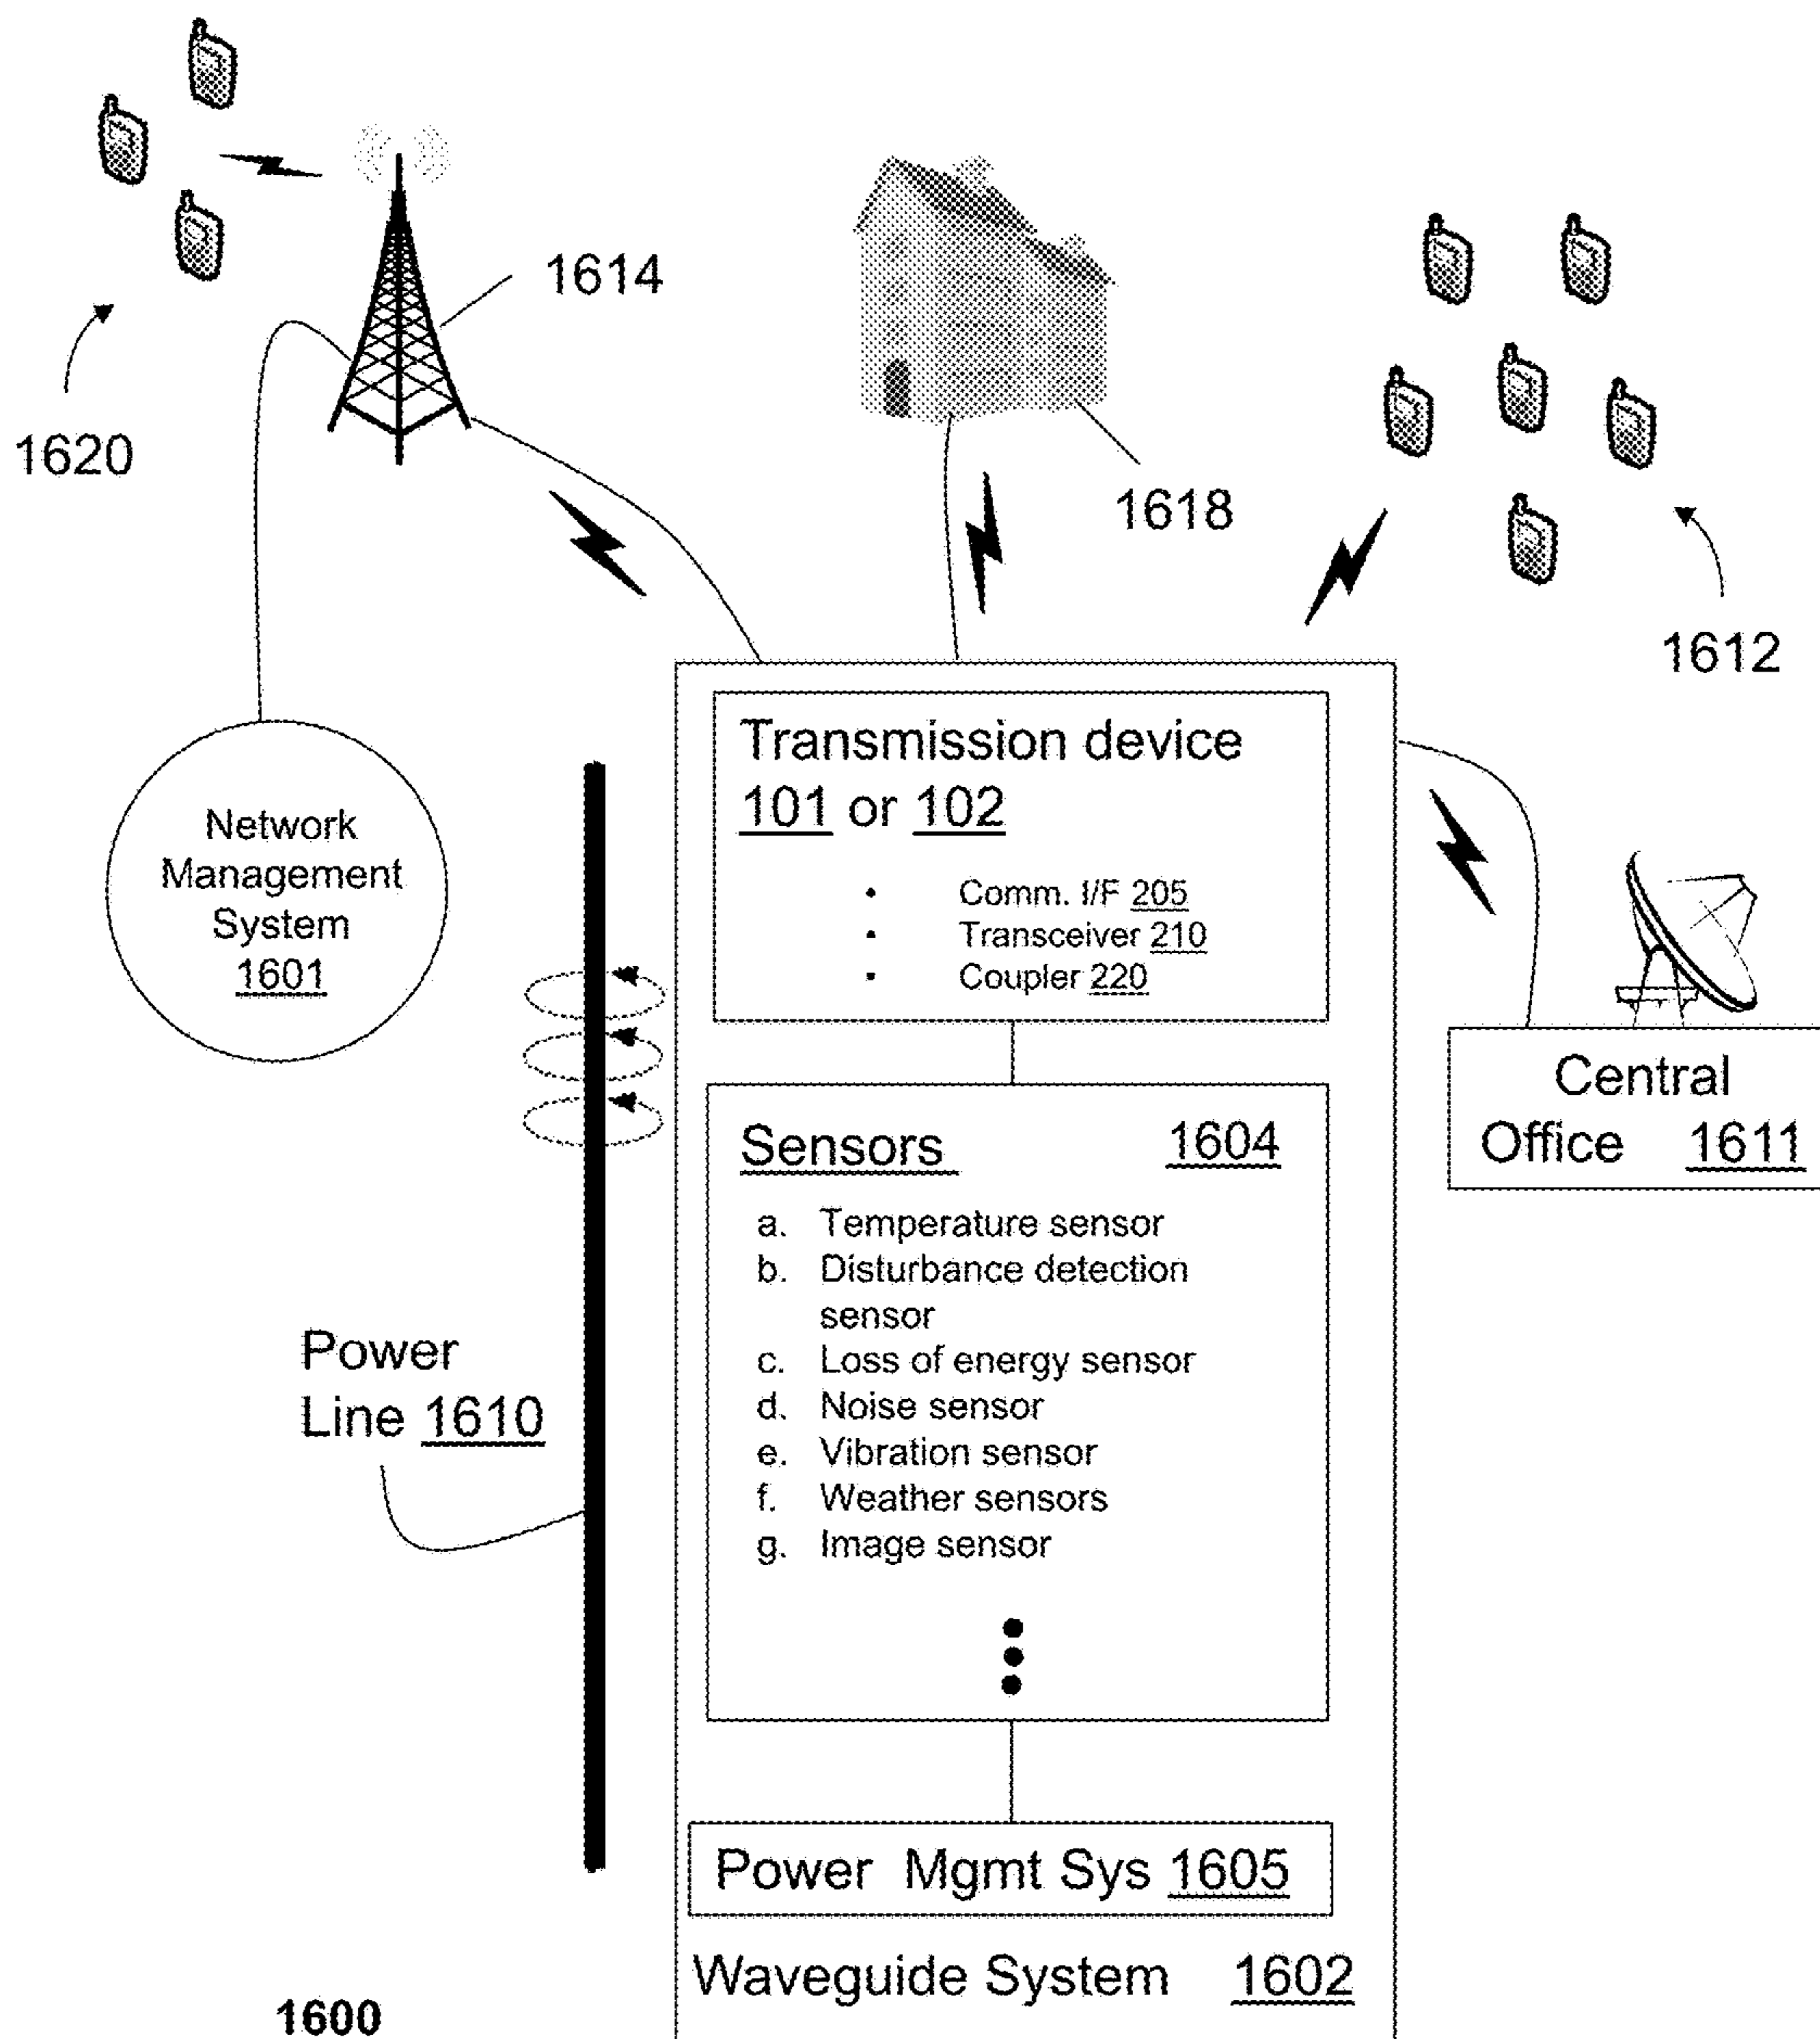 1614
1620
1618
1612
Network
Management
System
1601
Transmission device
101 or 102
• Comm. I/F 205
• Transceiver 210
• Coupler 220
Sensors 1604
a. Temperature sensor
b. Disturbance detection
sensor
c. Loss of energy sensor
d. Noise sensor
e. Vibration sensor
f. Weather sensors
g. Image sensor
Central
Office 1611
Power
Line 1610
Power Mgmt Sys 1605
Waveguide System 1602
1600